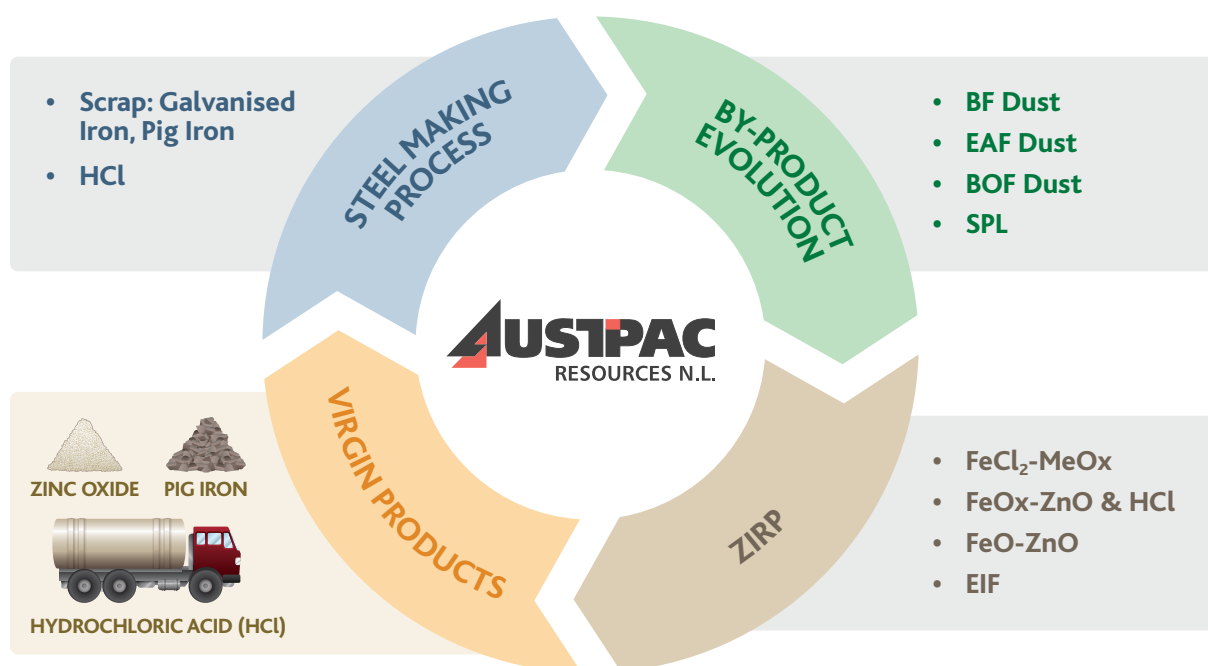 • Scrap: Galvanised
Iron, Pig Iron
• HCl
STEEL MAKING
PROCESS
BY-PRODUCT
EVOLUTION
• BF Dust
• EAF Dust
• BOF Dust
• SPL
AUSTPAC
RESOURCES N.L.
VIRGIN PRODUCTS
ZINC OXIDE
PIG IRON
HYDROCHLORIC ACID (HCl)
ZIRP
• FeCl₂-MeOx
• FeOx-ZnO & HCl
• FeO-ZnO
• EIF